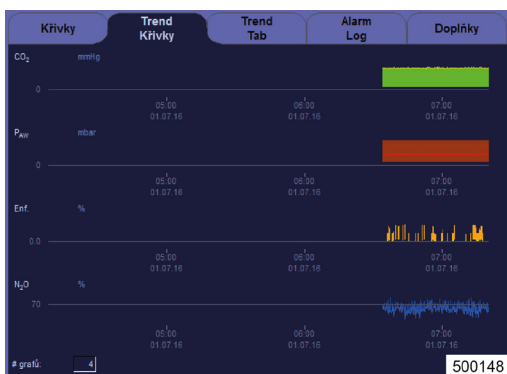 Křivky
Trend Křivky
Trend Tab
Alarm Log
Doplňky
CO₂ mmHg
0
05:00 06:00 07:00
01.07.16 01.07.16 01.07.16
P_AW mbar
0
05:00 06:00 07:00
01.07.16 01.07.16 01.07.16
Enf. %
0.0
05:00 06:00 07:00
01.07.16 01.07.16 01.07.16
N₂O %
70
05:00 06:00 07:00
01.07.16 01.07.16 01.07.16
# grafů: 4
500148